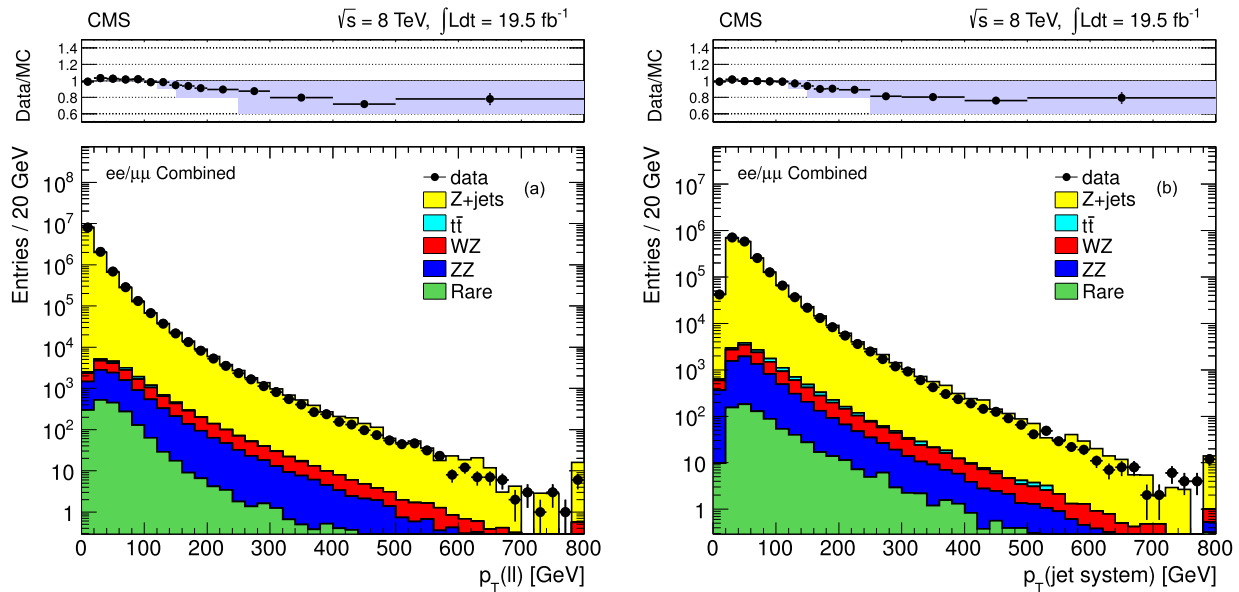 CMS
√s = 8 TeV, ∫Ldt = 19.5 fb⁻¹
Data/MC
1.4
1.2
1
0.8
0.6
Entries / 20 GeV
ee/μμ Combined
(a)
data
Z+jets
tt̄
WZ
ZZ
Rare
10⁸
10⁷
10⁶
10⁵
10⁴
10³
10²
10
1
0 100 200 300 400 500 600 700 800
p_T(ll) [GeV]
CMS
√s = 8 TeV, ∫Ldt = 19.5 fb⁻¹
Data/MC
1.4
1.2
1
0.8
0.6
Entries / 20 GeV
ee/μμ Combined
(b)
data
Z+jets
tt̄
WZ
ZZ
Rare
10⁷
10⁶
10⁵
10⁴
10³
10²
10
1
0 100 200 300 400 500 600 700 800
p_T(jet system) [GeV]